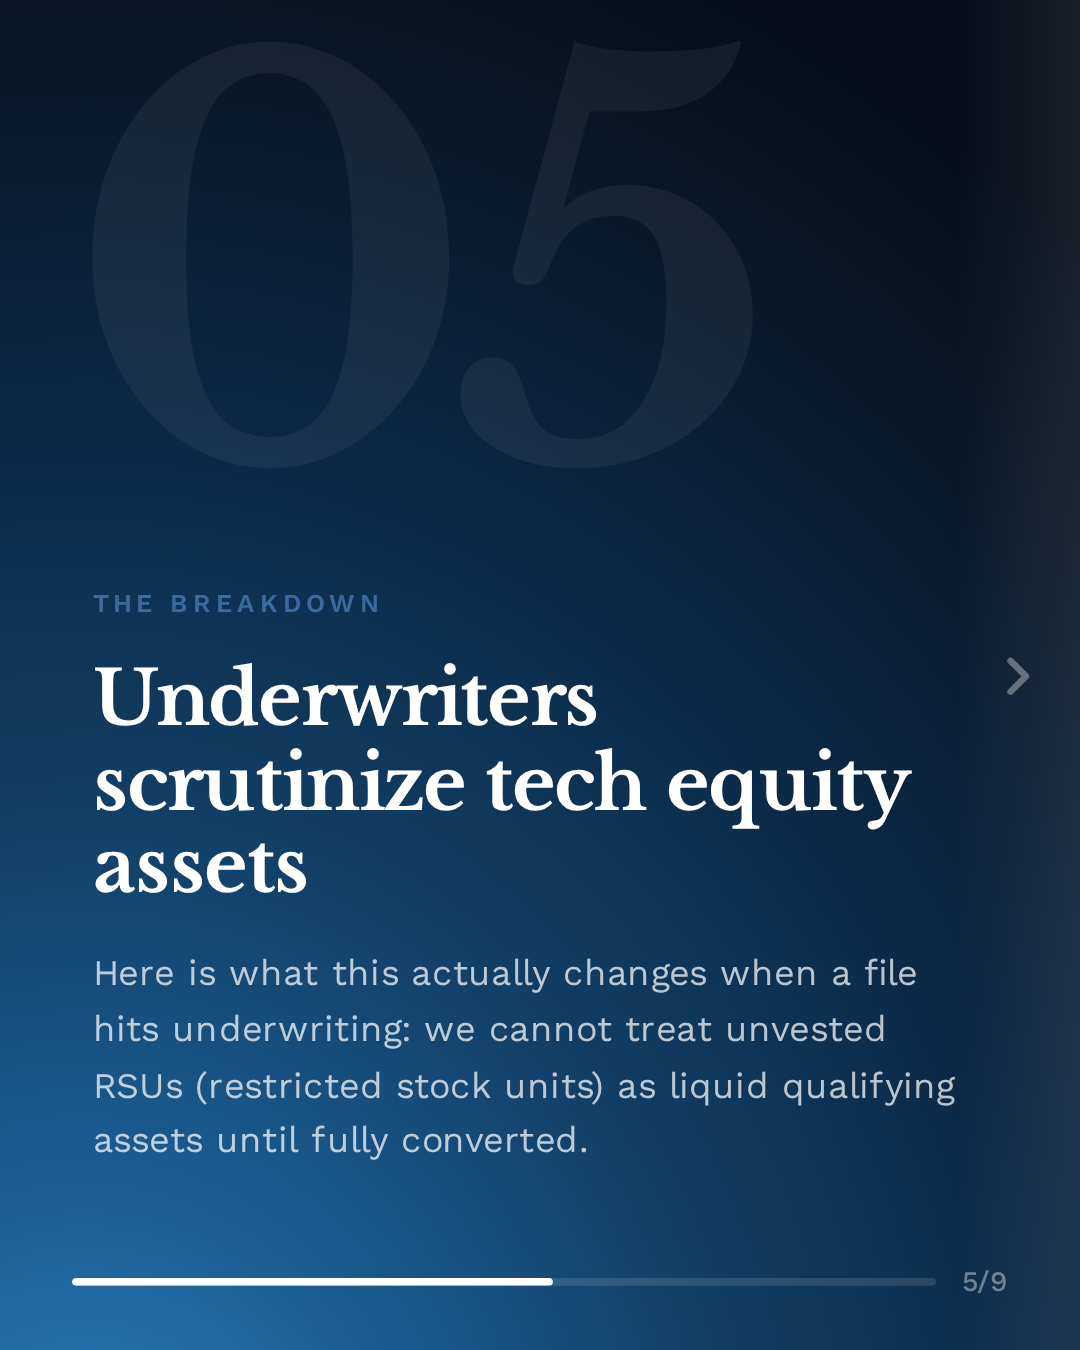 05
THE BREAKDOWN
Underwriters
scrutinize tech equity
assets
Here is what this actually changes when a file
hits underwriting: we cannot treat unvested
RSUs (restricted stock units) as liquid qualifying
assets until fully converted.
5/9